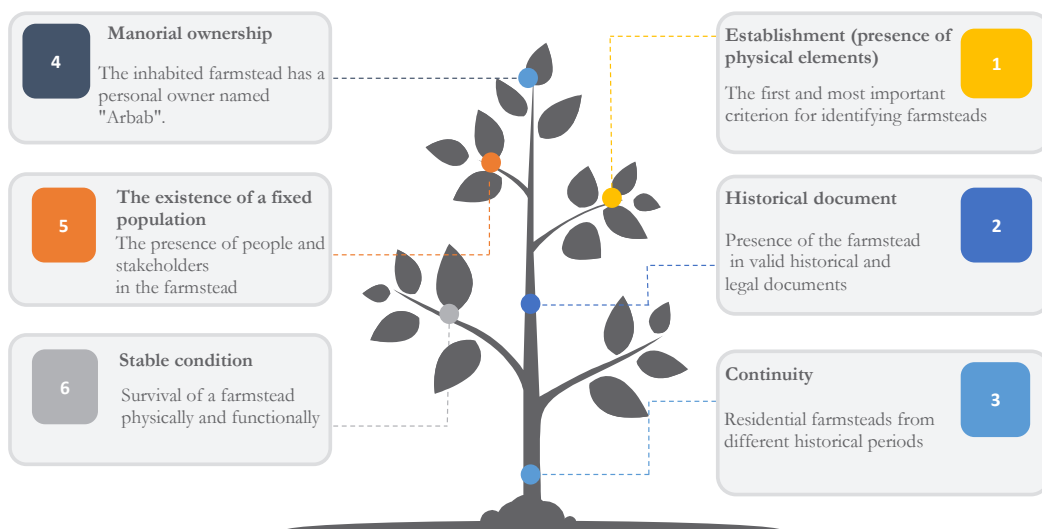 4
Manorial ownership
The inhabited farmstead has a
personal owner named
"Arbab".
5
The existence of a fixed
population
The presence of people and
stakeholders
in the farmstead
6
Stable condition
Survival of a farmstead
physically and functionally
Establishment (presence of
physical elements)
1
The first and most important
criterion for identifying farmsteads
Historical document
2
Presence of the farmstead
in valid historical and
legal documents
Continuity
3
Residential farmsteads from
different historical periods